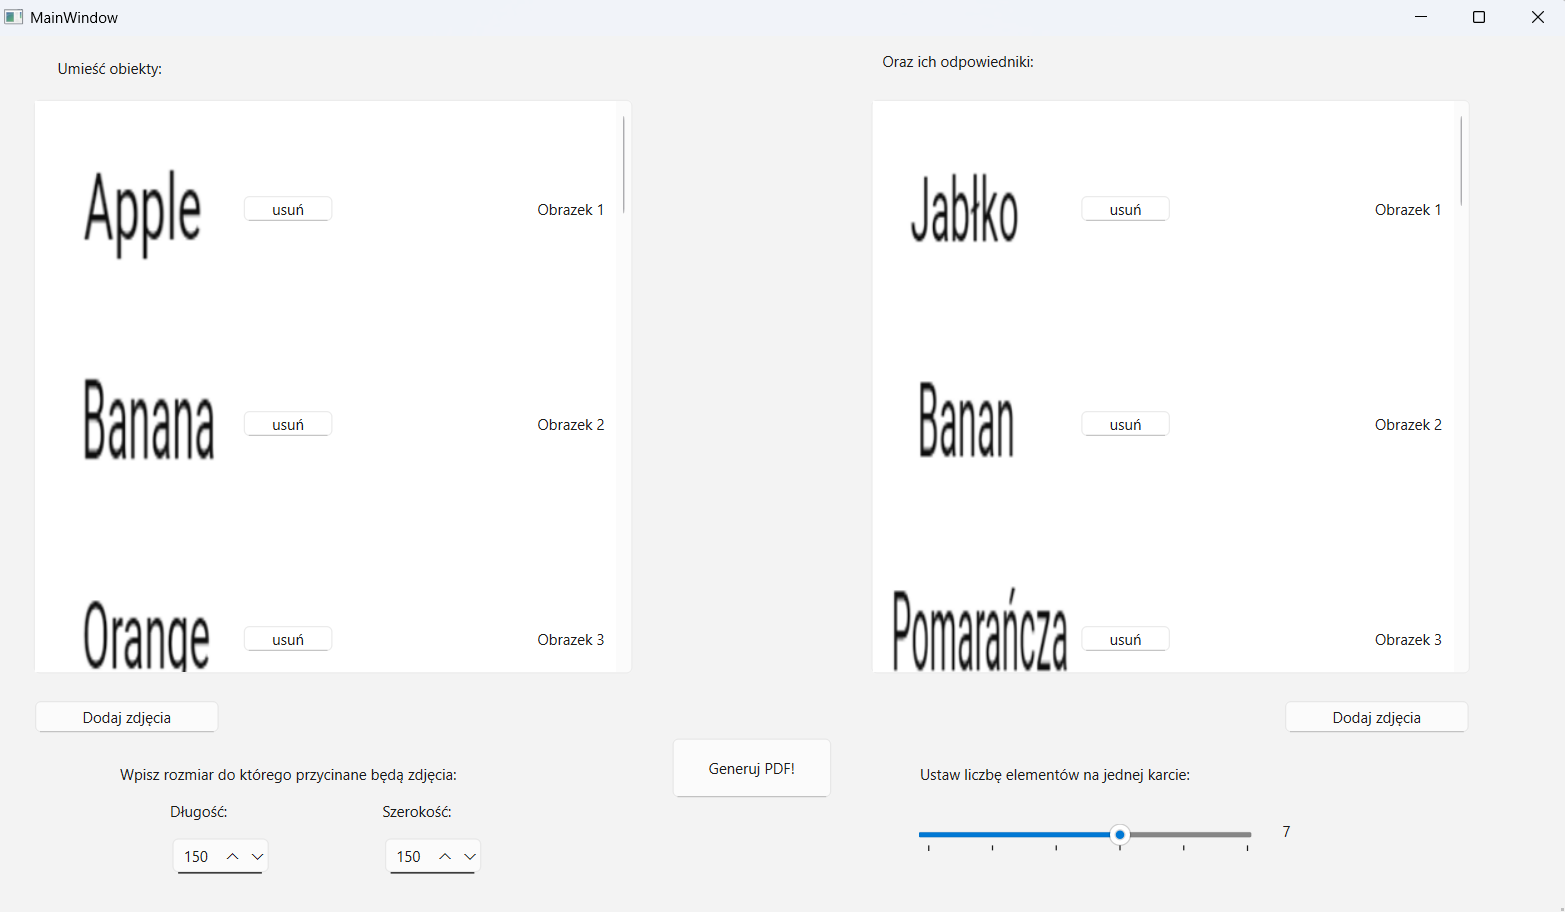 MainWindow
Umieść obiekty:
Oraz ich odpowiedniki:
Apple
usuń
Obrazek 1
Banana
usuń
Obrazek 2
Orange
usuń
Obrazek 3
Jabłko
usuń
Obrazek 1
Banan
usuń
Obrazek 2
Pomarańcza
usuń
Obrazek 3
Dodaj zdjęcia
Dodaj zdjęcia
Wpisz rozmiar do którego przycinane będą zdjęcia:
Długość:
Szerokość:
150
150
Generuj PDF!
Ustaw liczbę elementów na jednej karcie:
7